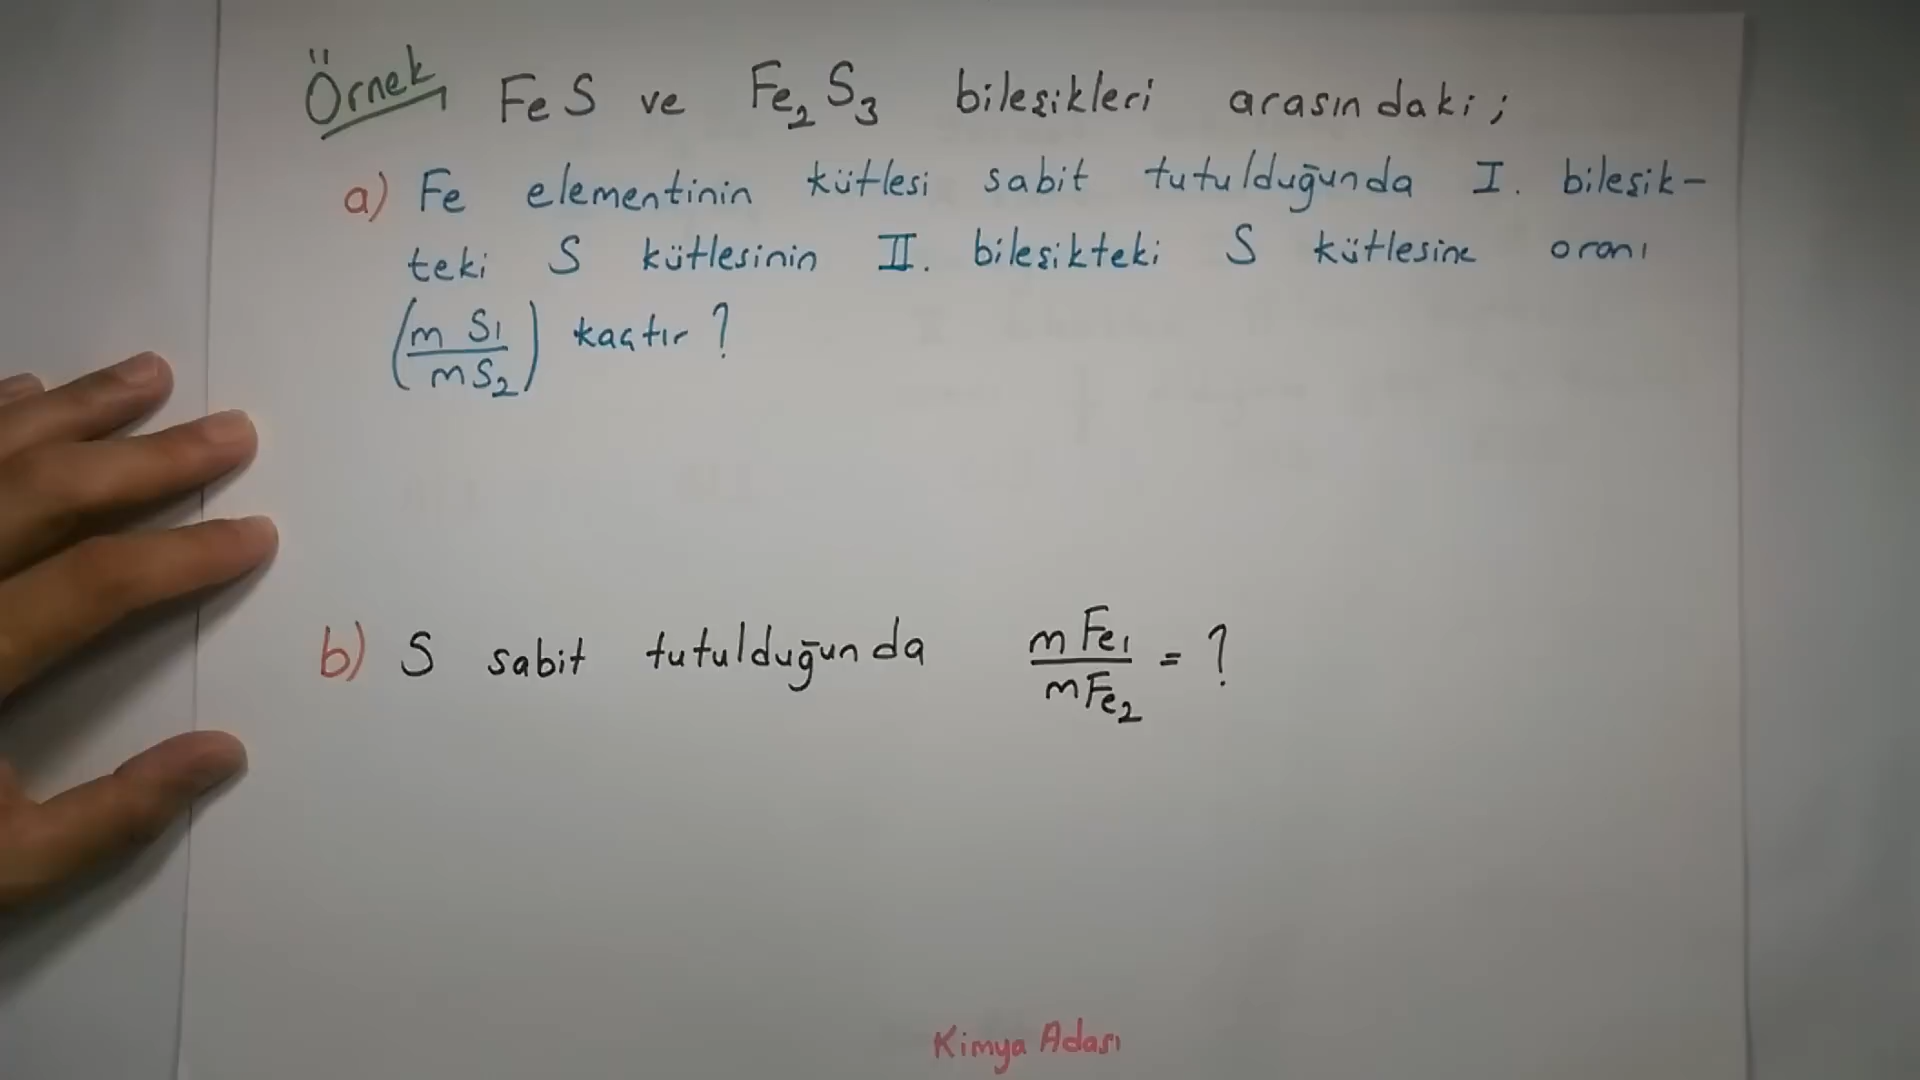 Örnek FeS ve Fe₂S₃ bileşikleri arasındaki;
a) Fe elementinin kütlesi sabit tutulduğunda I. bileşik-
teki S kütlesinin II. bileşikteki S kütlesine oranı
(m S₁ / m S₂) kaçtır ?
b) S sabit tutulduğunda m Fe₁ / m Fe₂ = ?
Kimya Adası